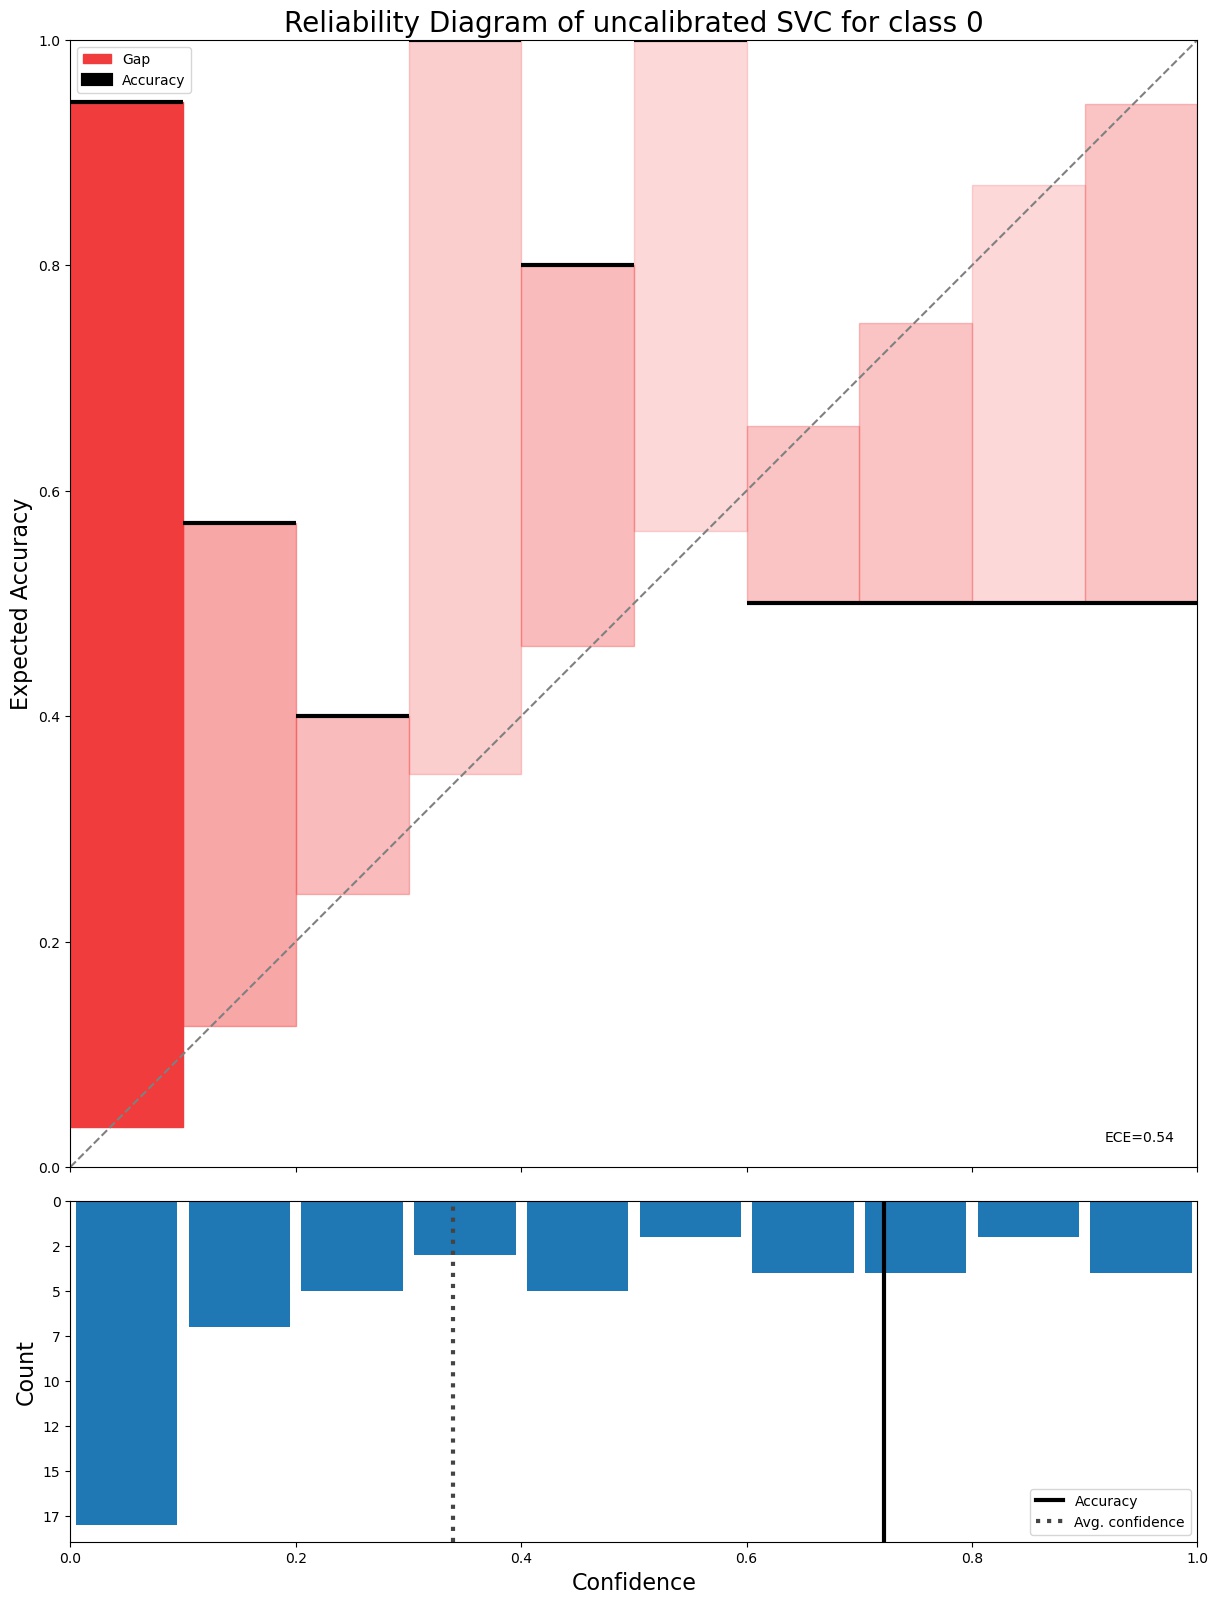 Reliability Diagram of uncalibrated SVC for class 0
1.0
0.8
0.6
0.4
0.2
0.0
Expected Accuracy
Gap
Accuracy
ECE=0.54
0
2
5
7
10
12
15
17
Count
Accuracy
Avg. confidence
0.0
0.2
0.4
0.6
0.8
1.0
Confidence